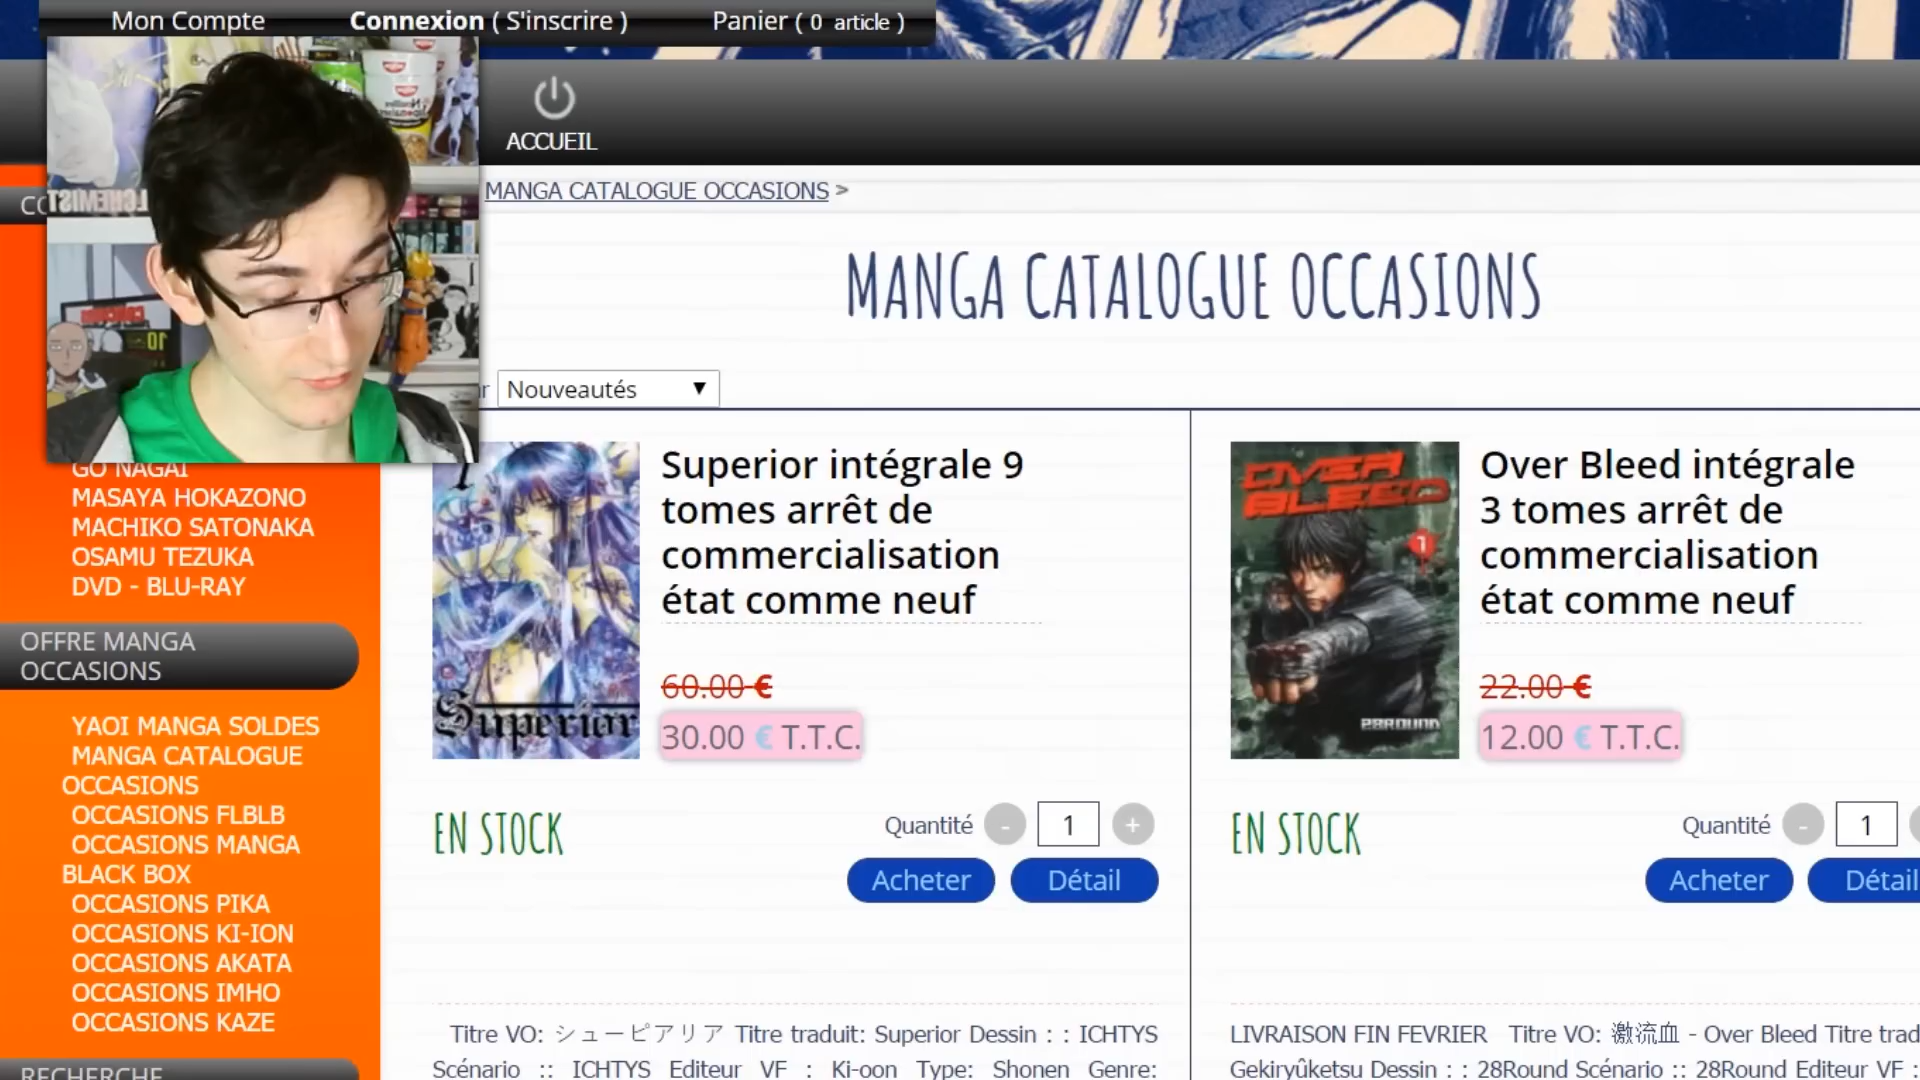 Mon Compte
Connexion ( S'inscrire )
Panier ( 0 article )
ACCUEIL
MANGA CATALOGUE OCCASIONS >
MANGA CATALOGUE OCCASIONS
Nouveautés
GO NAGAI
MASAYA HOKAZONO
MACHIKO SATONAKA
OSAMU TEZUKA
DVD - BLU-RAY
OFFRE MANGA
OCCASIONS
YAOI MANGA SOLDES
MANGA CATALOGUE
OCCASIONS
OCCASIONS FLBLB
OCCASIONS MANGA
BLACK BOX
OCCASIONS PIKA
OCCASIONS KI-ION
OCCASIONS AKATA
OCCASIONS IMHO
OCCASIONS KAZE
RECHERCHE
Superior
Superior intégrale 9
tomes arrêt de
commercialisation
état comme neuf
60.00 €
30.00 € T.T.C.
EN STOCK
Quantité - 1 +
Acheter
Détail
Titre VO: シューピアリア Titre traduit: Superior Dessin : : ICHTYS
Scénario :: ICHTYS Editeur VF : Ki-oon Type: Shonen Genre:
OVER
BLEED
1
28ROUND
Over Bleed intégrale
3 tomes arrêt de
commercialisation
état comme neuf
22.00 €
12.00 € T.T.C.
EN STOCK
Quantité - 1
Acheter
Détail
LIVRAISON FIN FEVRIER Titre VO: 激流血 - Over Bleed Titre trad
Gekiryûketsu Dessin : : 28Round Scénario :: 28Round Editeur VF :